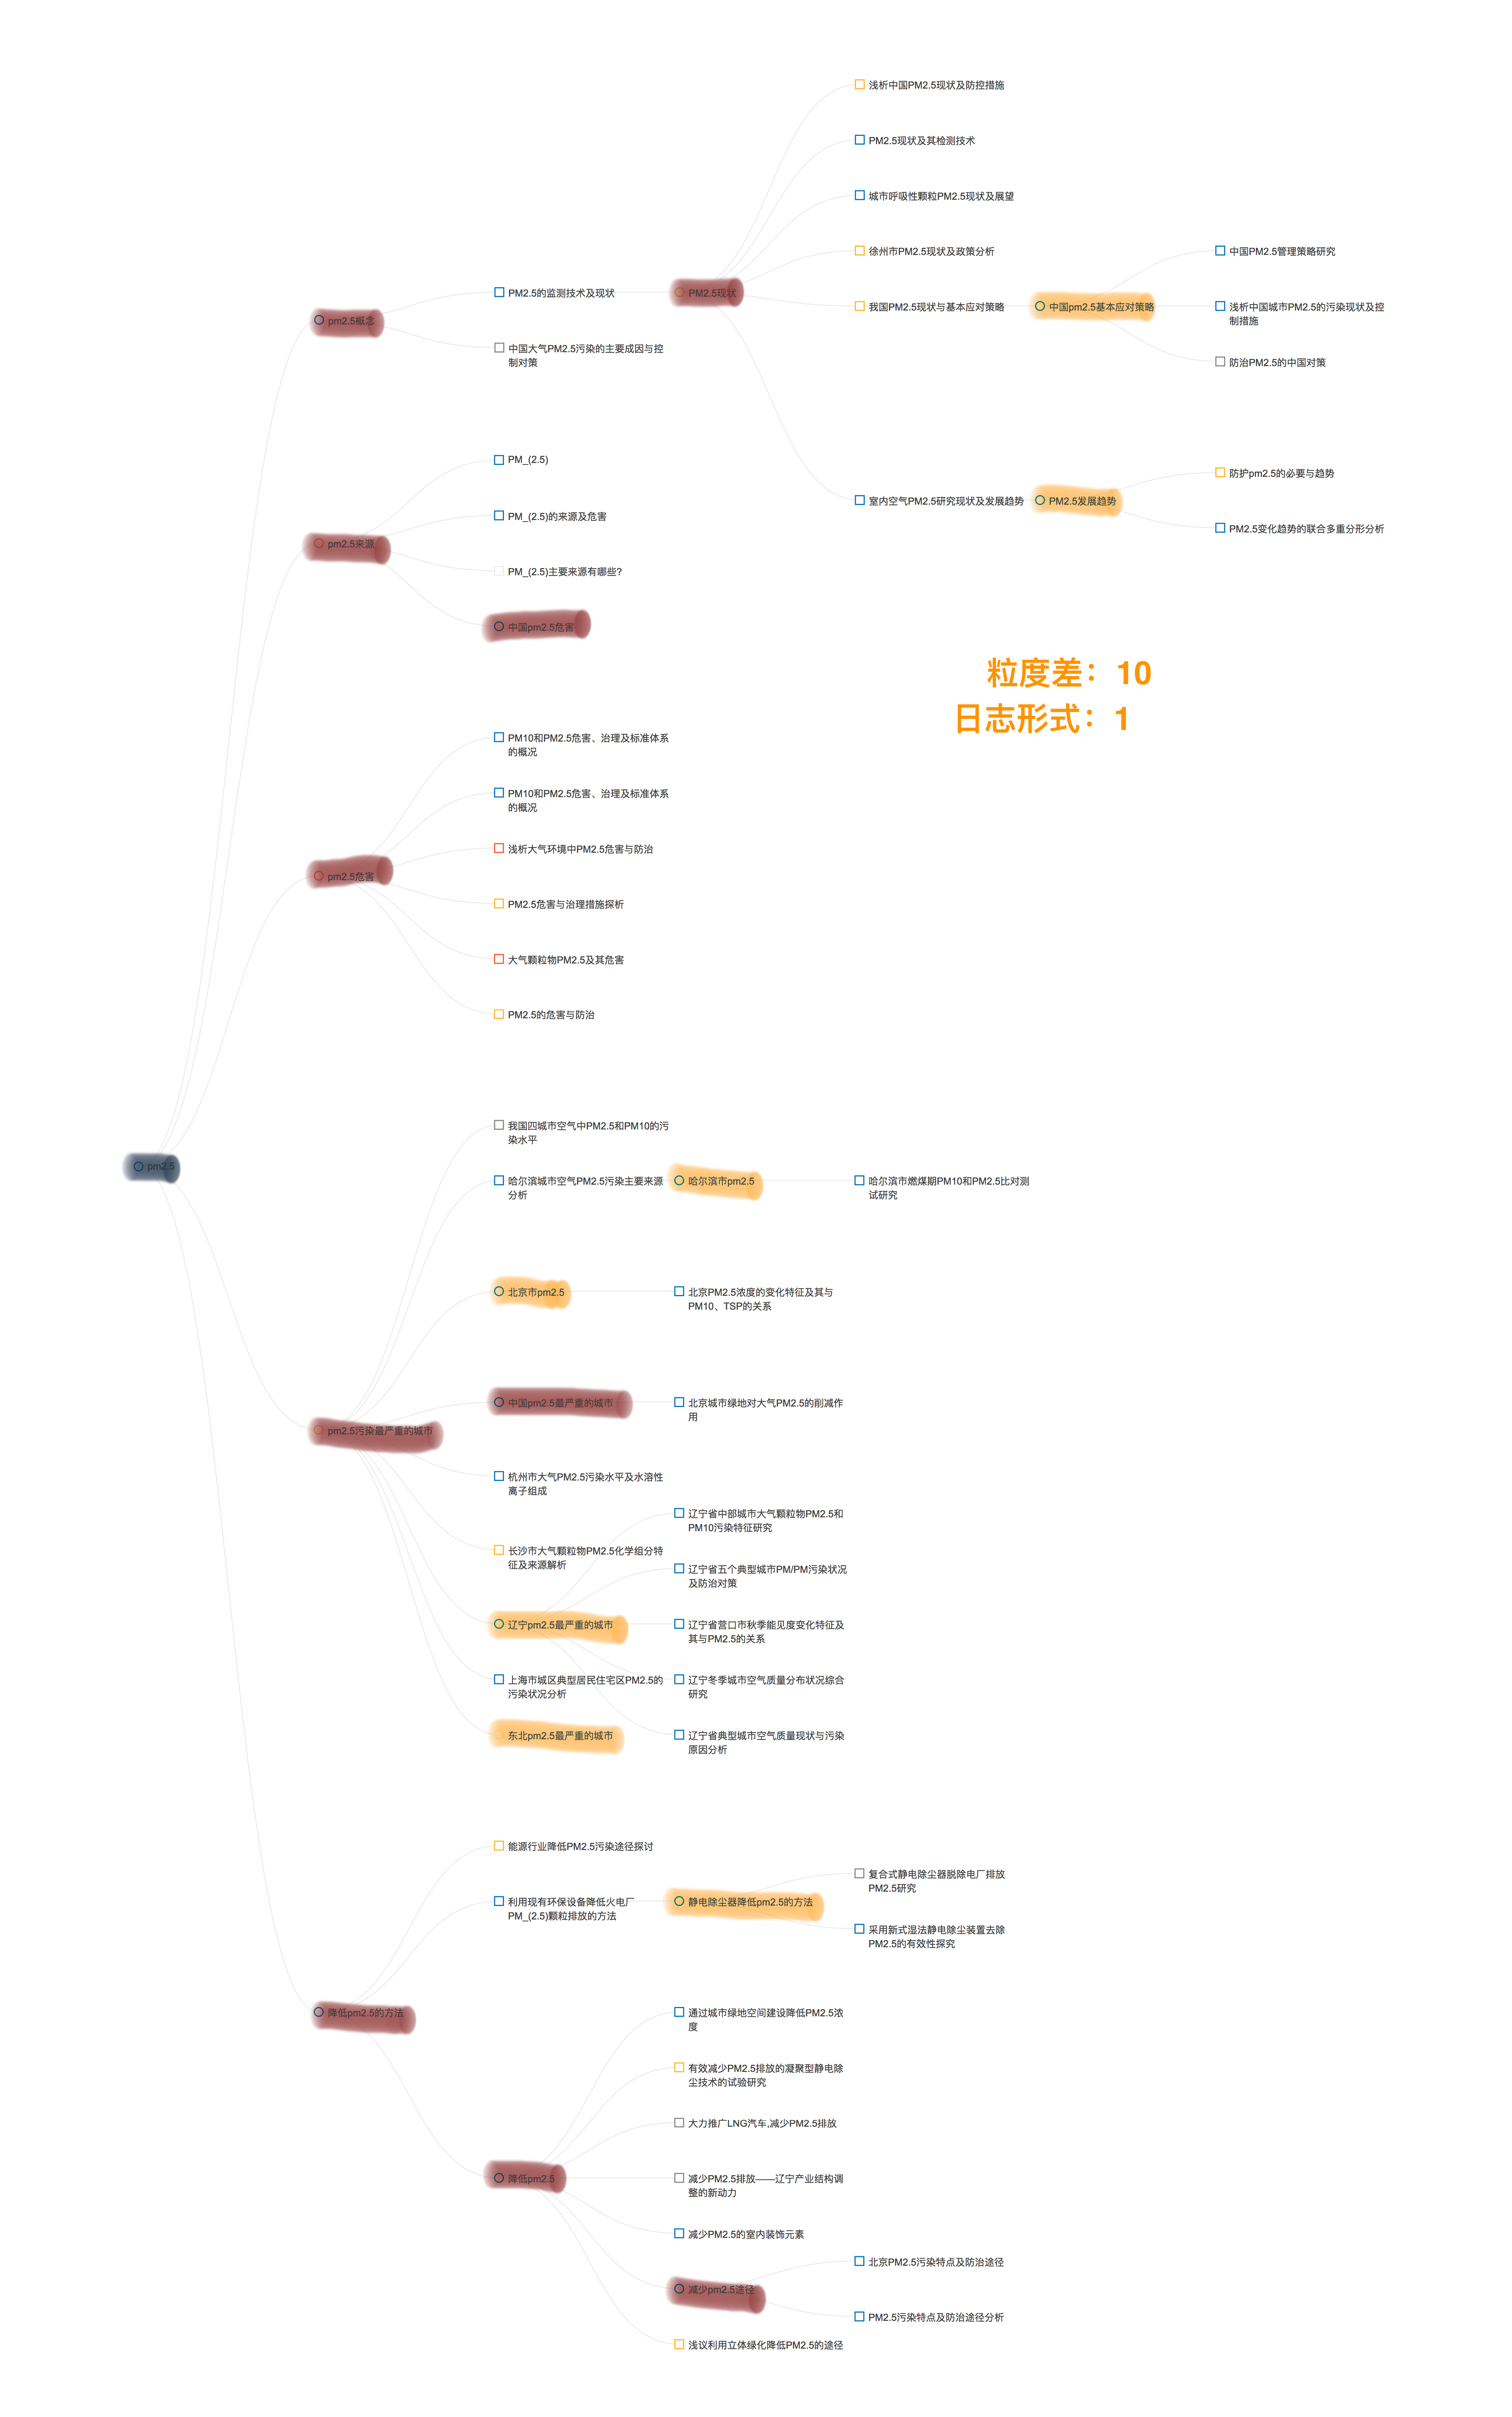 浅析中国PM2.5现状及防控措施
PM2.5现状及其检测技术
城市呼吸性颗粒PM2.5现状及展望
徐州市PM2.5现状及政策分析
中国PM2.5管理策略研究
pm2.5概念
PM2.5的监测技术及现状
PM2.5现状
我国PM2.5现状与基本应对策略
中国pm2.5基本应对策略
浅析中国城市PM2.5的污染现状及控
制措施
中国大气PM2.5污染的主要成因与控
制对策
防治PM2.5的中国对策
PM_(2.5)
防护pm2.5的必要与趋势
室内空气PM2.5研究现状及发展趋势
PM2.5发展趋势
PM_(2.5)的来源及危害
PM2.5变化趋势的联合多重分形分析
pm2.5来源
PM_(2.5)主要来源有哪些?
中国pm2.5危害
粒度差：10
日志形式：1
PM10和PM2.5危害、治理及标准体系
的概况
PM10和PM2.5危害、治理及标准体系
的概况
浅析大气环境中PM2.5危害与防治
pm2.5危害
PM2.5危害与治理措施探析
大气颗粒物PM2.5及其危害
PM2.5的危害与防治
我国四城市空气中PM2.5和PM10的污
染水平
pm2.5
哈尔滨城市空气PM2.5污染主要来源
分析
哈尔滨市pm2.5
哈尔滨市燃煤期PM10和PM2.5比对测
试研究
北京市pm2.5
北京PM2.5浓度的变化特征及其与
PM10、TSP的关系
中国pm2.5最严重的城市
北京城市绿地对大气PM2.5的削减作
用
pm2.5污染最严重的城市
杭州市大气PM2.5污染水平及水溶性
离子组成
辽宁省中部城市大气颗粒物PM2.5和
PM10污染特征研究
长沙市大气颗粒物PM2.5化学组分特
征及来源解析
辽宁省五个典型城市PM/PM污染状况
及防治对策
辽宁pm2.5最严重的城市
辽宁省营口市秋季能见度变化特征及
其与PM2.5的关系
上海市城区典型居民住宅区PM2.5的
污染状况分析
辽宁冬季城市空气质量分布状况综合
研究
东北pm2.5最严重的城市
辽宁省典型城市空气质量现状与污染
原因分析
能源行业降低PM2.5污染途径探讨
复合式静电除尘器脱除电厂排放
PM2.5研究
利用现有环保设备降低火电厂
PM_(2.5)颗粒排放的方法
静电除尘器降低pm2.5的方法
采用新式湿法静电除尘装置去除
PM2.5的有效性探究
降低pm2.5的方法
通过城市绿地空间建设降低PM2.5浓
度
有效减少PM2.5排放的凝聚型静电除
尘技术的试验研究
大力推广LNG汽车,减少PM2.5排放
降低pm2.5
减少PM2.5排放——辽宁产业结构调
整的新动力
减少PM2.5的室内装饰元素
北京PM2.5污染特点及防治途径
减少pm2.5途径
PM2.5污染特点及防治途径分析
浅议利用立体绿化降低PM2.5的途径